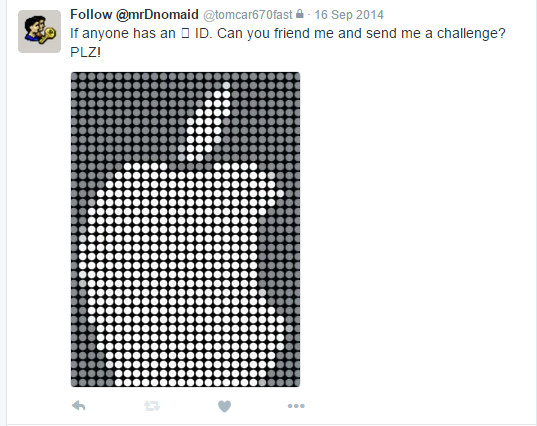 Follow @mrDnomaid @tomcar670fast · 16 Sep 2014
If anyone has an  ID. Can you friend me and send me a challenge?
PLZ!